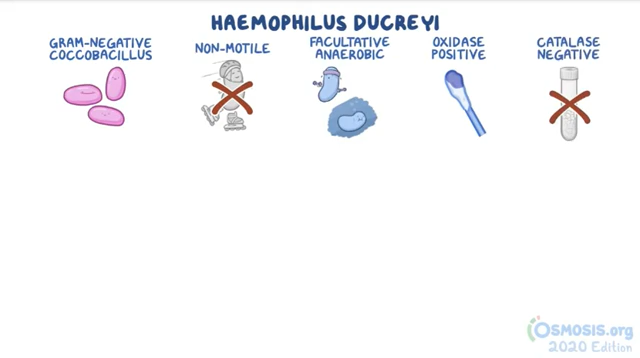 HAEMOPHILUS DUCREYI
GRAM-NEGATIVE
COCCOBACILLUS
NON-MOTILE
FACULTATIVE
ANAEROBIC
OXIDASE
POSITIVE
CATALASE
NEGATIVE
OSMOSIS.org
2020 Edition